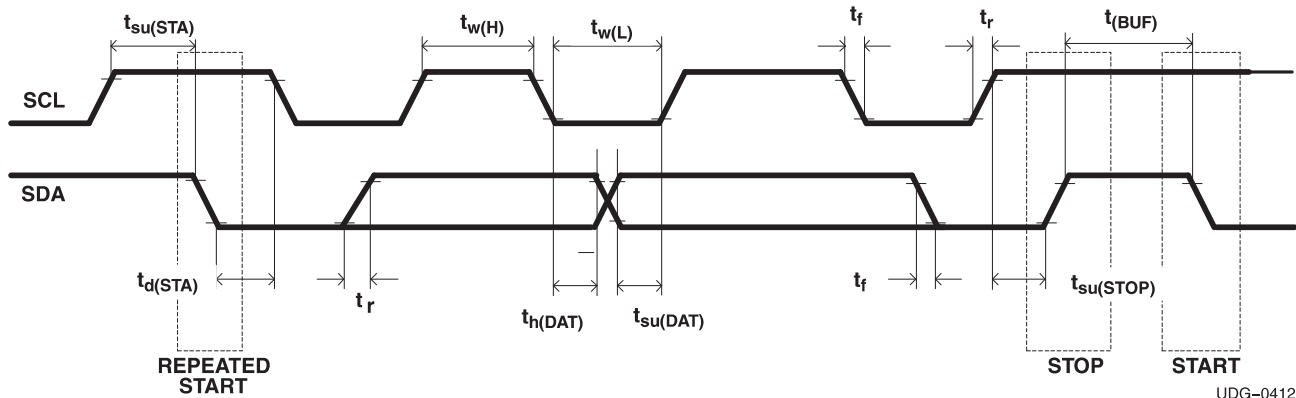 tsu(STA)
tw(H)
tw(L)
tf
tr
t(BUF)
SCL
SDA
td(STA)
tr
th(DAT)
tsu(DAT)
tf
tsu(STOP)
REPEATED
START
STOP
START
UDG−0412